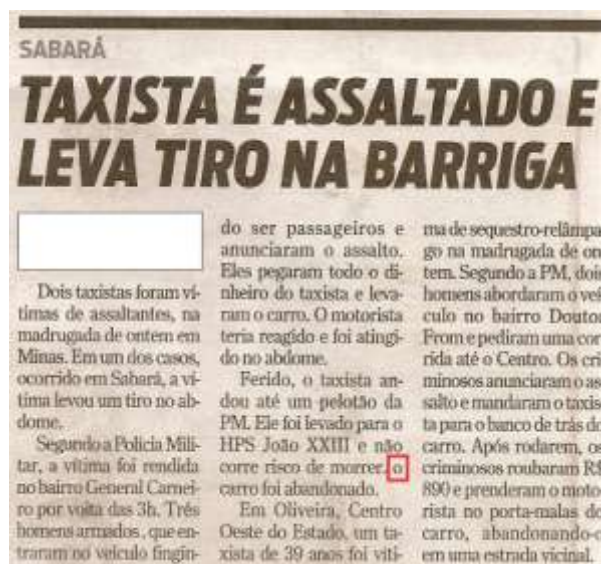 SABARÁ
TAXISTA É ASSALTADO E
LEVA TIRO NA BARRIGA
Dois taxistas foram ví-
timas de assaltantes, na
madrugada de ontem em
Minas. Em um dos casos,
ocorrido em Sabará, a ví-
tima levou um tiro no ab-
dome.
Segundo a Polícia Mili-
tar, a vítima foi rendida
no bairro General Carnei-
ro por volta das 3h. Três
homens armados, que en-
traram no veículo fingin-
do ser passageiros e
anunciaram o assalto.
Eles pegaram todo o di-
nheiro do taxista e leva-
ram o carro. O motorista
teria reagido e foi atingi-
do no abdome.
Ferido, o taxista an-
dou até um pelotão da
PM. Ele foi levado para o
HPS João XXIII e não
corre risco de morrer, o
carro foi abandonado.
Em Oliveira, Centro
Oeste do Estado, um ta-
xista de 39 anos foi víti-
ma de sequestro-relâmpa
go na madrugada de on
tem. Segundo a PM, dois
homens abordaram o veí
culo no bairro Doutor
From e pediram uma cor
rida até o Centro. Os cri
minosos anunciaram o as
salto e mandaram o taxis
ta para o banco de trás do
carro. Após rodarem, os
criminosos roubaram R$
890 e prenderam o moto
rista no porta-malas do
carro, abandonando-o
em uma estrada vicinal.